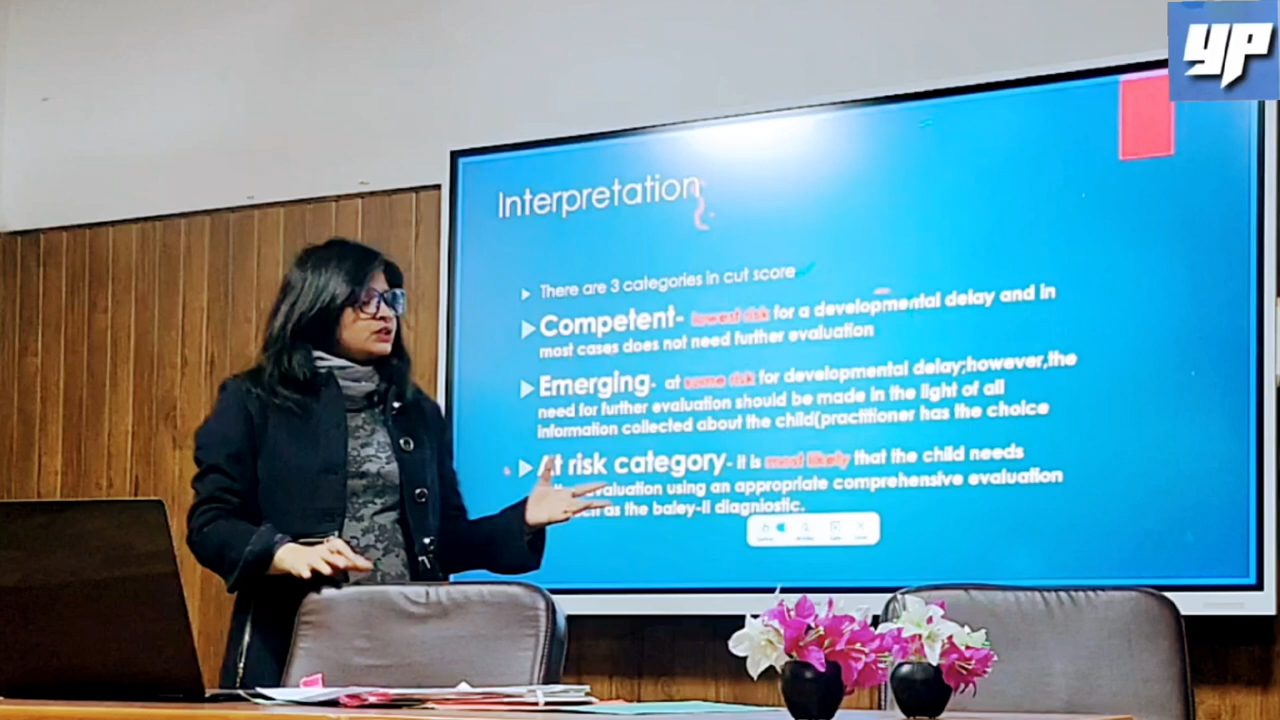 YP
Interpretation
There are 3 categories in cut score
Competent- lowest risk for a developmental delay and in
most cases does not need further evaluation
Emerging- at some risk for developmental delay;however,the
need for further evaluation should be made in the light of all
information collected about the child(practitioner has the choice
At risk category- it is most likely that the child needs
evaluation using an appropriate comprehensive evaluation
as the baley-II diagniostic.